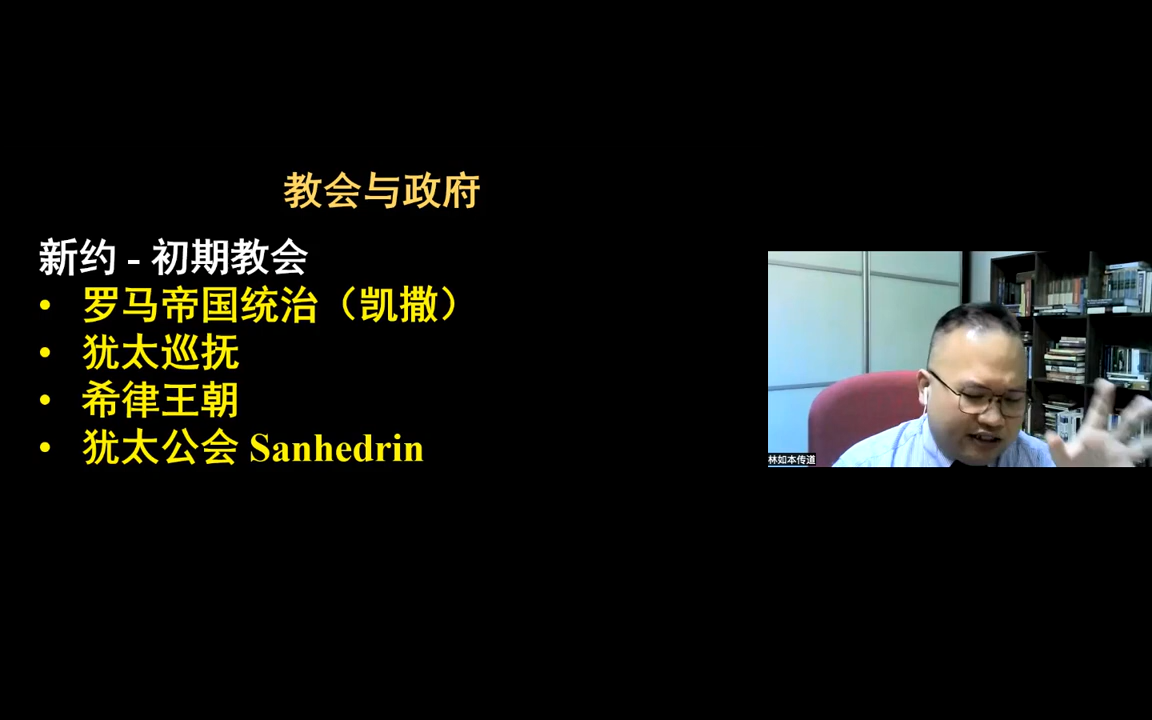 教会与政府
新约 - 初期教会
• 罗马帝国统治（凯撒）
• 犹太巡抚
• 希律王朝
• 犹太公会 Sanhedrin
林如本传道